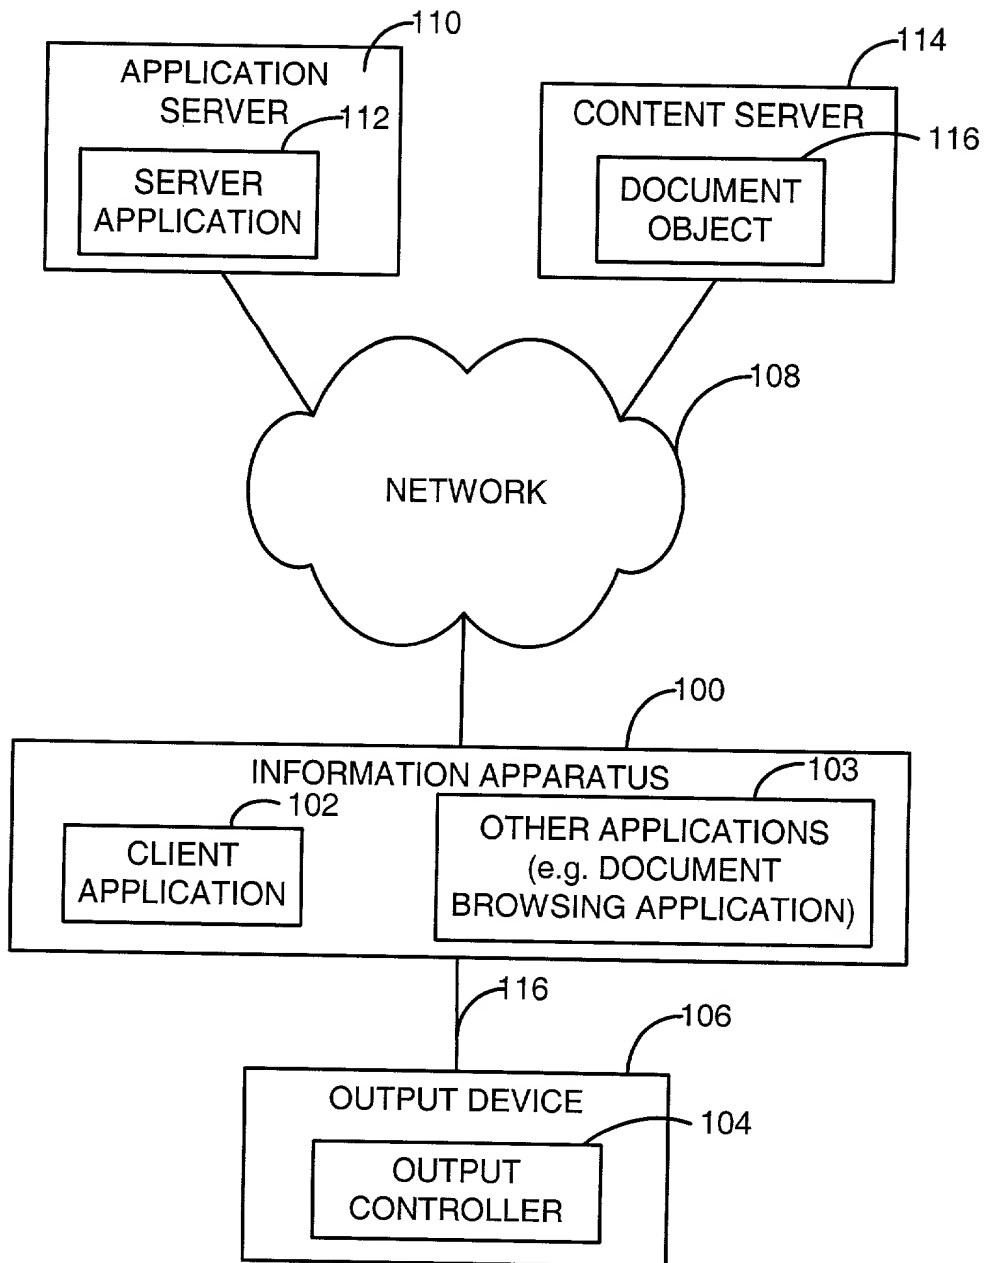 110
APPLICATION
SERVER
112
SERVER
APPLICATION
114
CONTENT SERVER
116
DOCUMENT
OBJECT
108
NETWORK
100
INFORMATION APPARATUS
103
102
CLIENT
APPLICATION
OTHER APPLICATIONS
(e.g. DOCUMENT
BROWSING APPLICATION)
116
106
OUTPUT DEVICE
104
OUTPUT
CONTROLLER